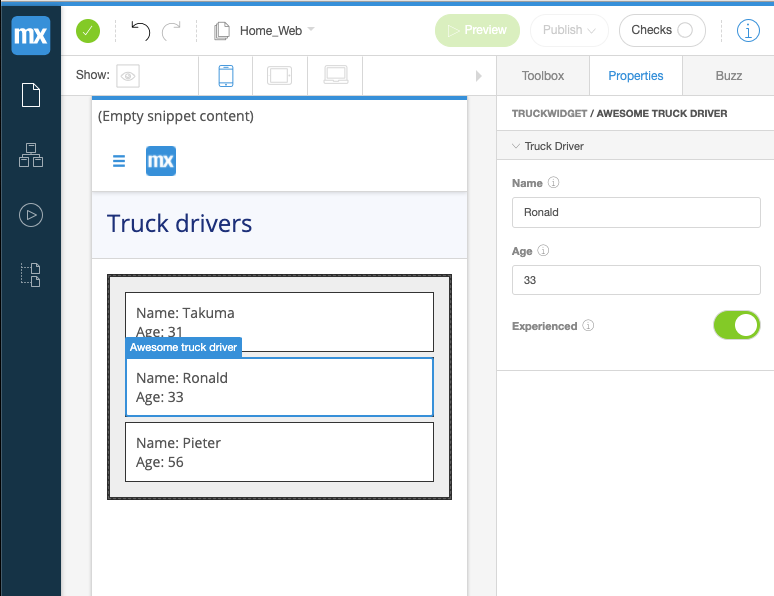 mx
Home_Web
Preview
Publish
Checks
Show:
Toolbox
Properties
Buzz
(Empty snippet content)
mx
Truck drivers
Name: Takuma
Age: 31
Awesome truck driver
Name: Ronald
Age: 33
Name: Pieter
Age: 56
TRUCKWIDGET / AWESOME TRUCK DRIVER
Truck Driver
Name
Ronald
Age
33
Experienced